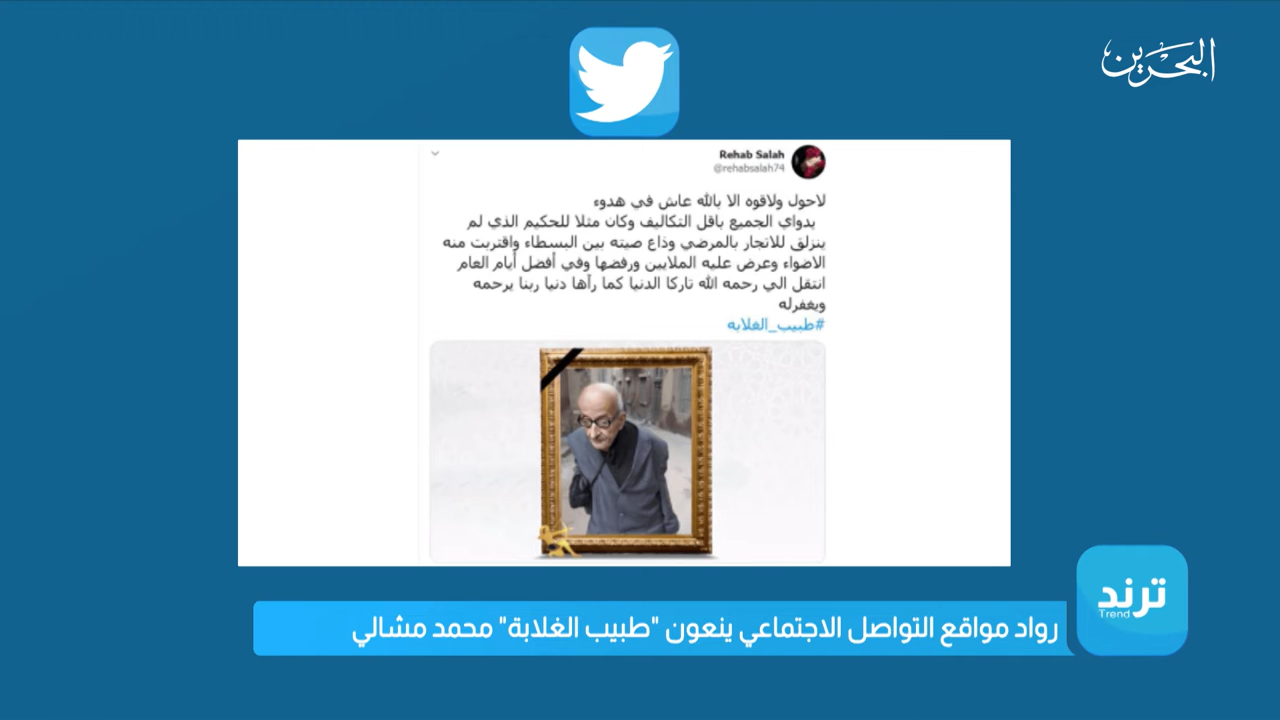 البحرين
Rehab Salah
@rehabsalah74
لاحول ولاقوه الا بالله عاش في هدوء
يدواي الجميع باقل التكاليف وكان مثلا للحكيم الذي لم
ينزلق للاتجار بالمرضي وذاع صيته بين البسطاء واقتربت منه
الاضواء وعرض عليه الملايين ورفضها وفي أفضل أيام العام
انتقل الي رحمه الله تاركا الدنيا كما رآها دنيا ربنا يرحمه
ويغفرله
#طبيب_الغلابه
ترند
Trend
رواد مواقع التواصل الاجتماعي ينعون "طبيب الغلابة" محمد مشالي